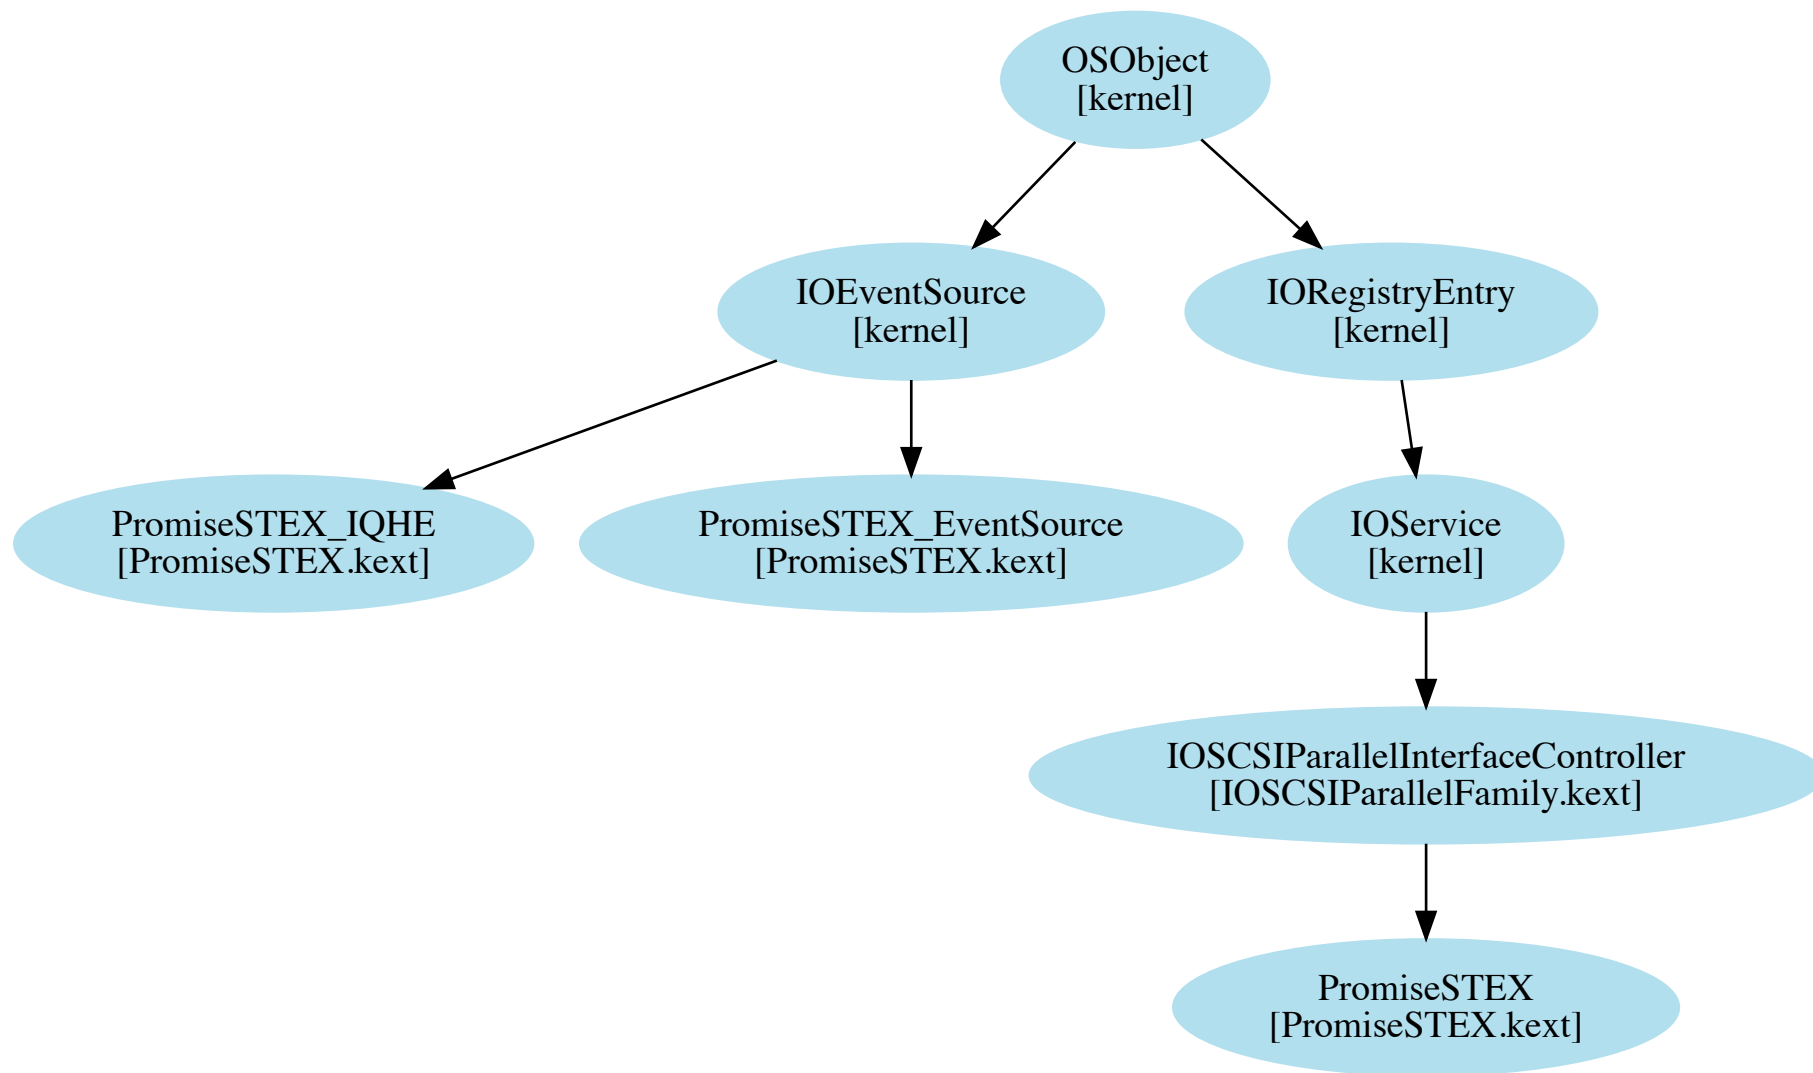 OSObject
[kernel]
IOEventSource
[kernel]
IORegistryEntry
[kernel]
PromiseSTEX_IQHE
[PromiseSTEX.kext]
PromiseSTEX_EventSource
[PromiseSTEX.kext]
IOService
[kernel]
IOSCSIParallelInterfaceController
[IOSCSIParallelFamily.kext]
PromiseSTEX
[PromiseSTEX.kext]